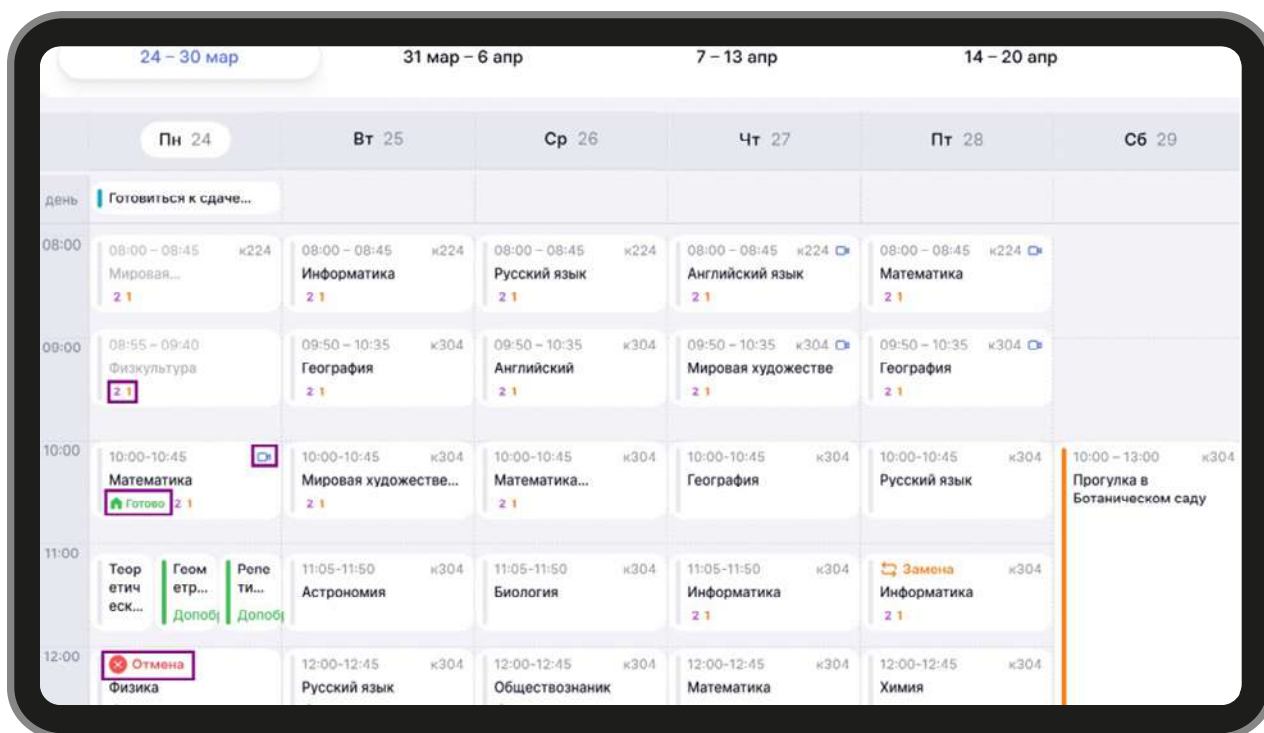 24 – 30 мар
31 мар – 6 апр
7 – 13 апр
14 – 20 апр
Пн 24
Вт 25
Ср 26
Чт 27
Пт 28
Сб 29
день
Готовиться к сдаче...
08:00
08:00 – 08:45 к224
Мировая...
2 1
08:00 – 08:45 к224
Информатика
2 1
08:00 – 08:45 к224
Русский язык
2 1
08:00 – 08:45 к224
Английский язык
2 1
08:00 – 08:45 к224
Математика
2 1
09:00
08:55 – 09:40
Физкультура
2 1
09:50 – 10:35 к304
География
2 1
09:50 – 10:35 к304
Английский
2 1
09:50 – 10:35 к304
Мировая художестве
2 1
09:50 – 10:35 к304
География
2 1
10:00
10:00-10:45
Математика
Готово 2 1
10:00-10:45 к304
Мировая художестве...
2 1
10:00-10:45 к304
Математика...
2 1
10:00-10:45 к304
География
10:00-10:45 к304
Русский язык
10:00 – 13:00 к304
Прогулка в
Ботаническом саду
11:00
Теор
етич
еск...
Геом
етр...
Допобр
Репе
ти...
Допобр
11:05-11:50 к304
Астрономия
11:05-11:50 к304
Биология
11:05-11:50 к304
Информатика
2 1
Замена к304
Информатика
2 1
12:00
Отмена
Физика
12:00-12:45 к304
Русский язык
12:00-12:45 к304
Обществознаник
12:00-12:45 к304
Математика
12:00-12:45 к304
Химия